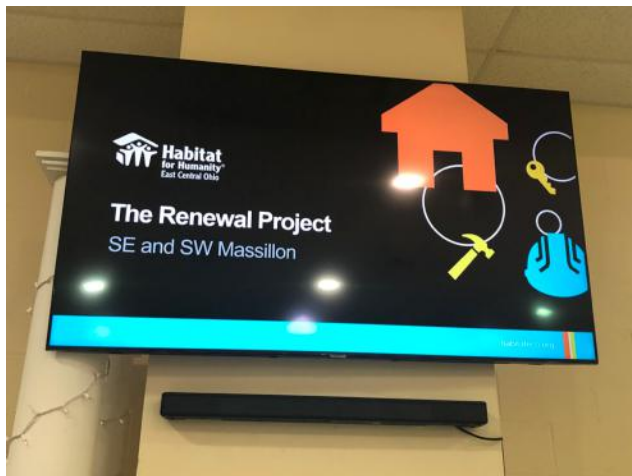 Habitat
for Humanity®
East Central Ohio
The Renewal Project
SE and SW Massillon